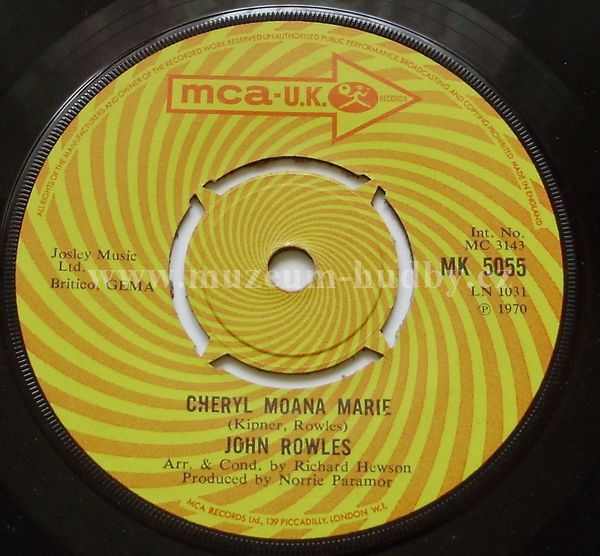 ALL RIGHTS OF THE MANUFACTURERS AND OWNER OF THE RECORDED WORK RESERVED UNAUTHORISED PUBLIC PERFORMANCE, BROADCASTING AND COPYING PROHIBITED MADE IN ENGLAND
mca-U.K. RECORDS
Josley Music
Ltd.
Britico, GEMA
Int. No.
MC 3143
MK 5055
LN 1031
℗ 1970
www.muzeum-hudby.cz
CHERYL MOANA MARIE
(Kipner, Rowles)
JOHN ROWLES
Arr. & Cond. by Richard Hewson
Produced by Norrie Paramor
MCA RECORDS Ltd., 139 PICCADILLY, LONDON W.I.